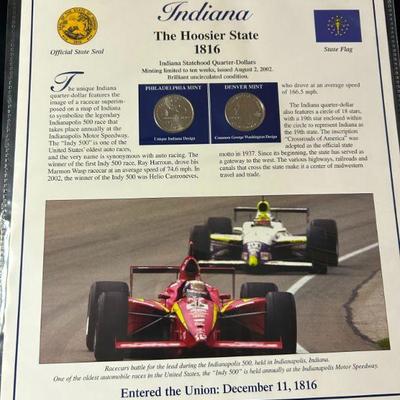 Indiana
The Hoosier State
1816
Official State Seal
State Flag
Indiana Statehood Quarter-Dollars
Minting limited to ten weeks, issued August 2, 2002.
Brilliant uncirculated condition.
The unique Indiana
quarter-dollar features the
image of a racecar superim-
posed on a map of Indiana
to symbolize the legendary
Indianapolis 500 race that
takes place annually at the
Indianapolis Motor Speedway.
The "Indy 500" is one of the
United States' oldest auto races,
and the very name is synonymous with auto racing. The
winner of the first Indy 500 race, Ray Harroun, drove his
Marmon Wasp racecar at an average speed of 74.6 mph. In
2002, the winner of the Indy 500 was Helio Castroneves,
PHILADELPHIA MINT
Unique Indiana Design
DENVER MINT
Common George Washington Design
who drove at an average speed
of 166.5 mph.
The Indiana quarter-dollar
also features a circle of 18 stars,
with a 19th star enclosed within
the circle to represent Indiana as
the 19th state. The inscription
"Crossroads of America" was
adopted as the official state
moto in 1937. Since its beginning, the state has served as
a gateway to the west. The various highways, railroads and
canals that cross the state make it a center of midwestern
travel and trade.
Racecars battle for the lead during the Indianapolis 500, held in Indianapolis, Indiana.
One of the oldest automobile races in the United States, the "Indy 500" is held annually at the Indianapolis Motor Speedway.
Entered the Union: December 11, 1816